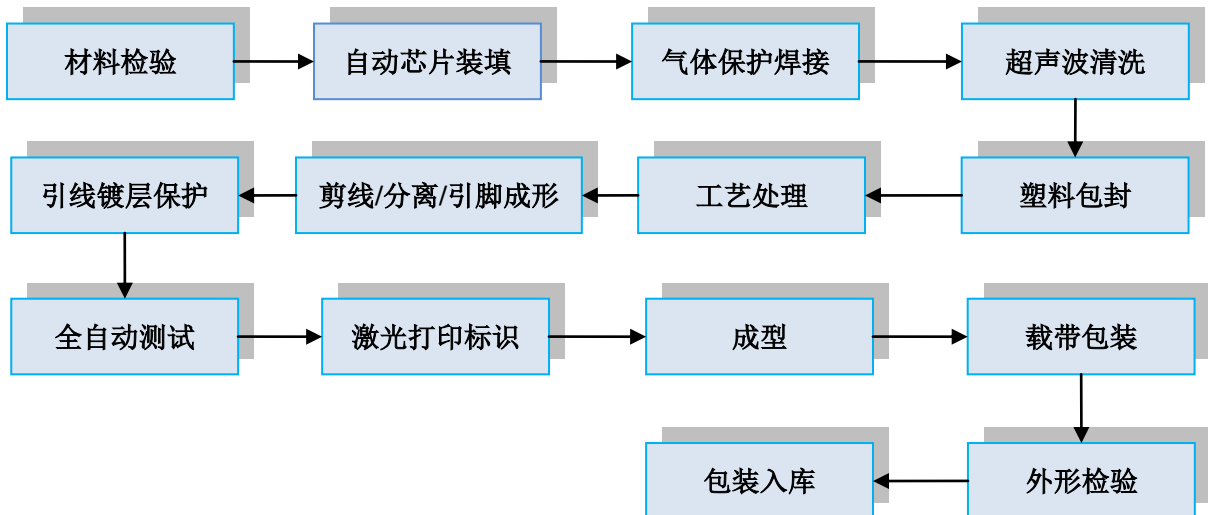 材料检验
自动芯片装填
气体保护焊接
超声波清洗
塑料包封
工艺处理
剪线/分离/引脚成形
引线镀层保护
全自动测试
激光打印标识
成型
载带包装
外形检验
包装入库